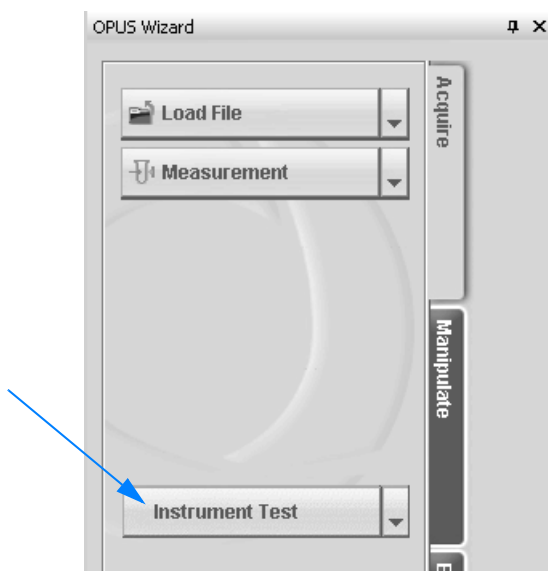 OPUS Wizard
Load File
Measurement
Instrument Test
Acquire
Manipulate